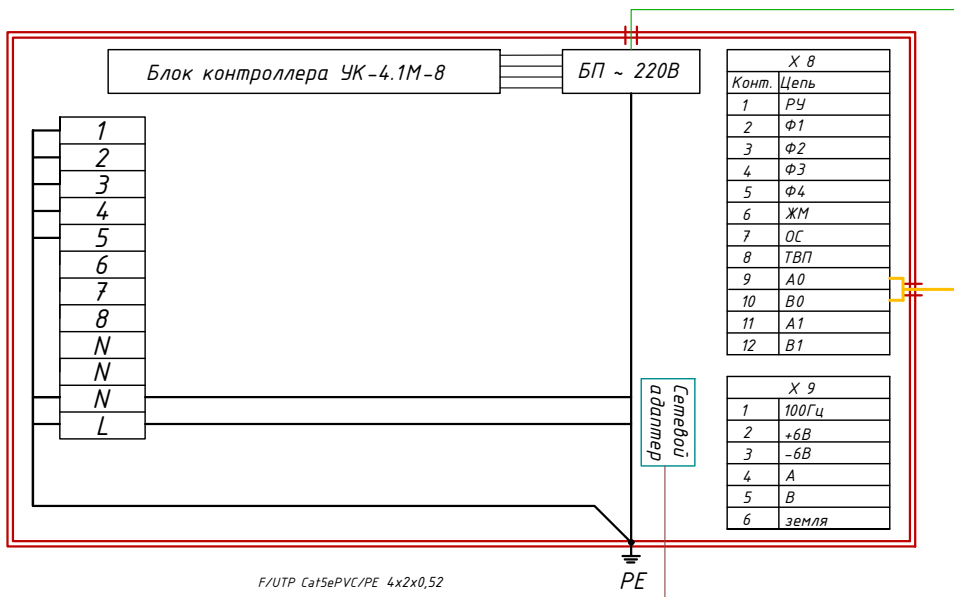 Блок контроллера УК-4.1М-8
БП ~ 220В
1
2
3
4
5
6
7
8
N
N
N
L
X 8
Конт. Цепь
1 РУ
2 Ф1
3 Ф2
4 Ф3
5 Ф4
6 ЖМ
7 ОС
8 ТВП
9 А0
10 В0
11 А1
12 В1
Сетевой
адаптер
X 9
1 100Гц
2 +6В
3 -6В
4 А
5 В
6 земля
F/UTP Cat5ePVC/PE 4x2x0,52
PE